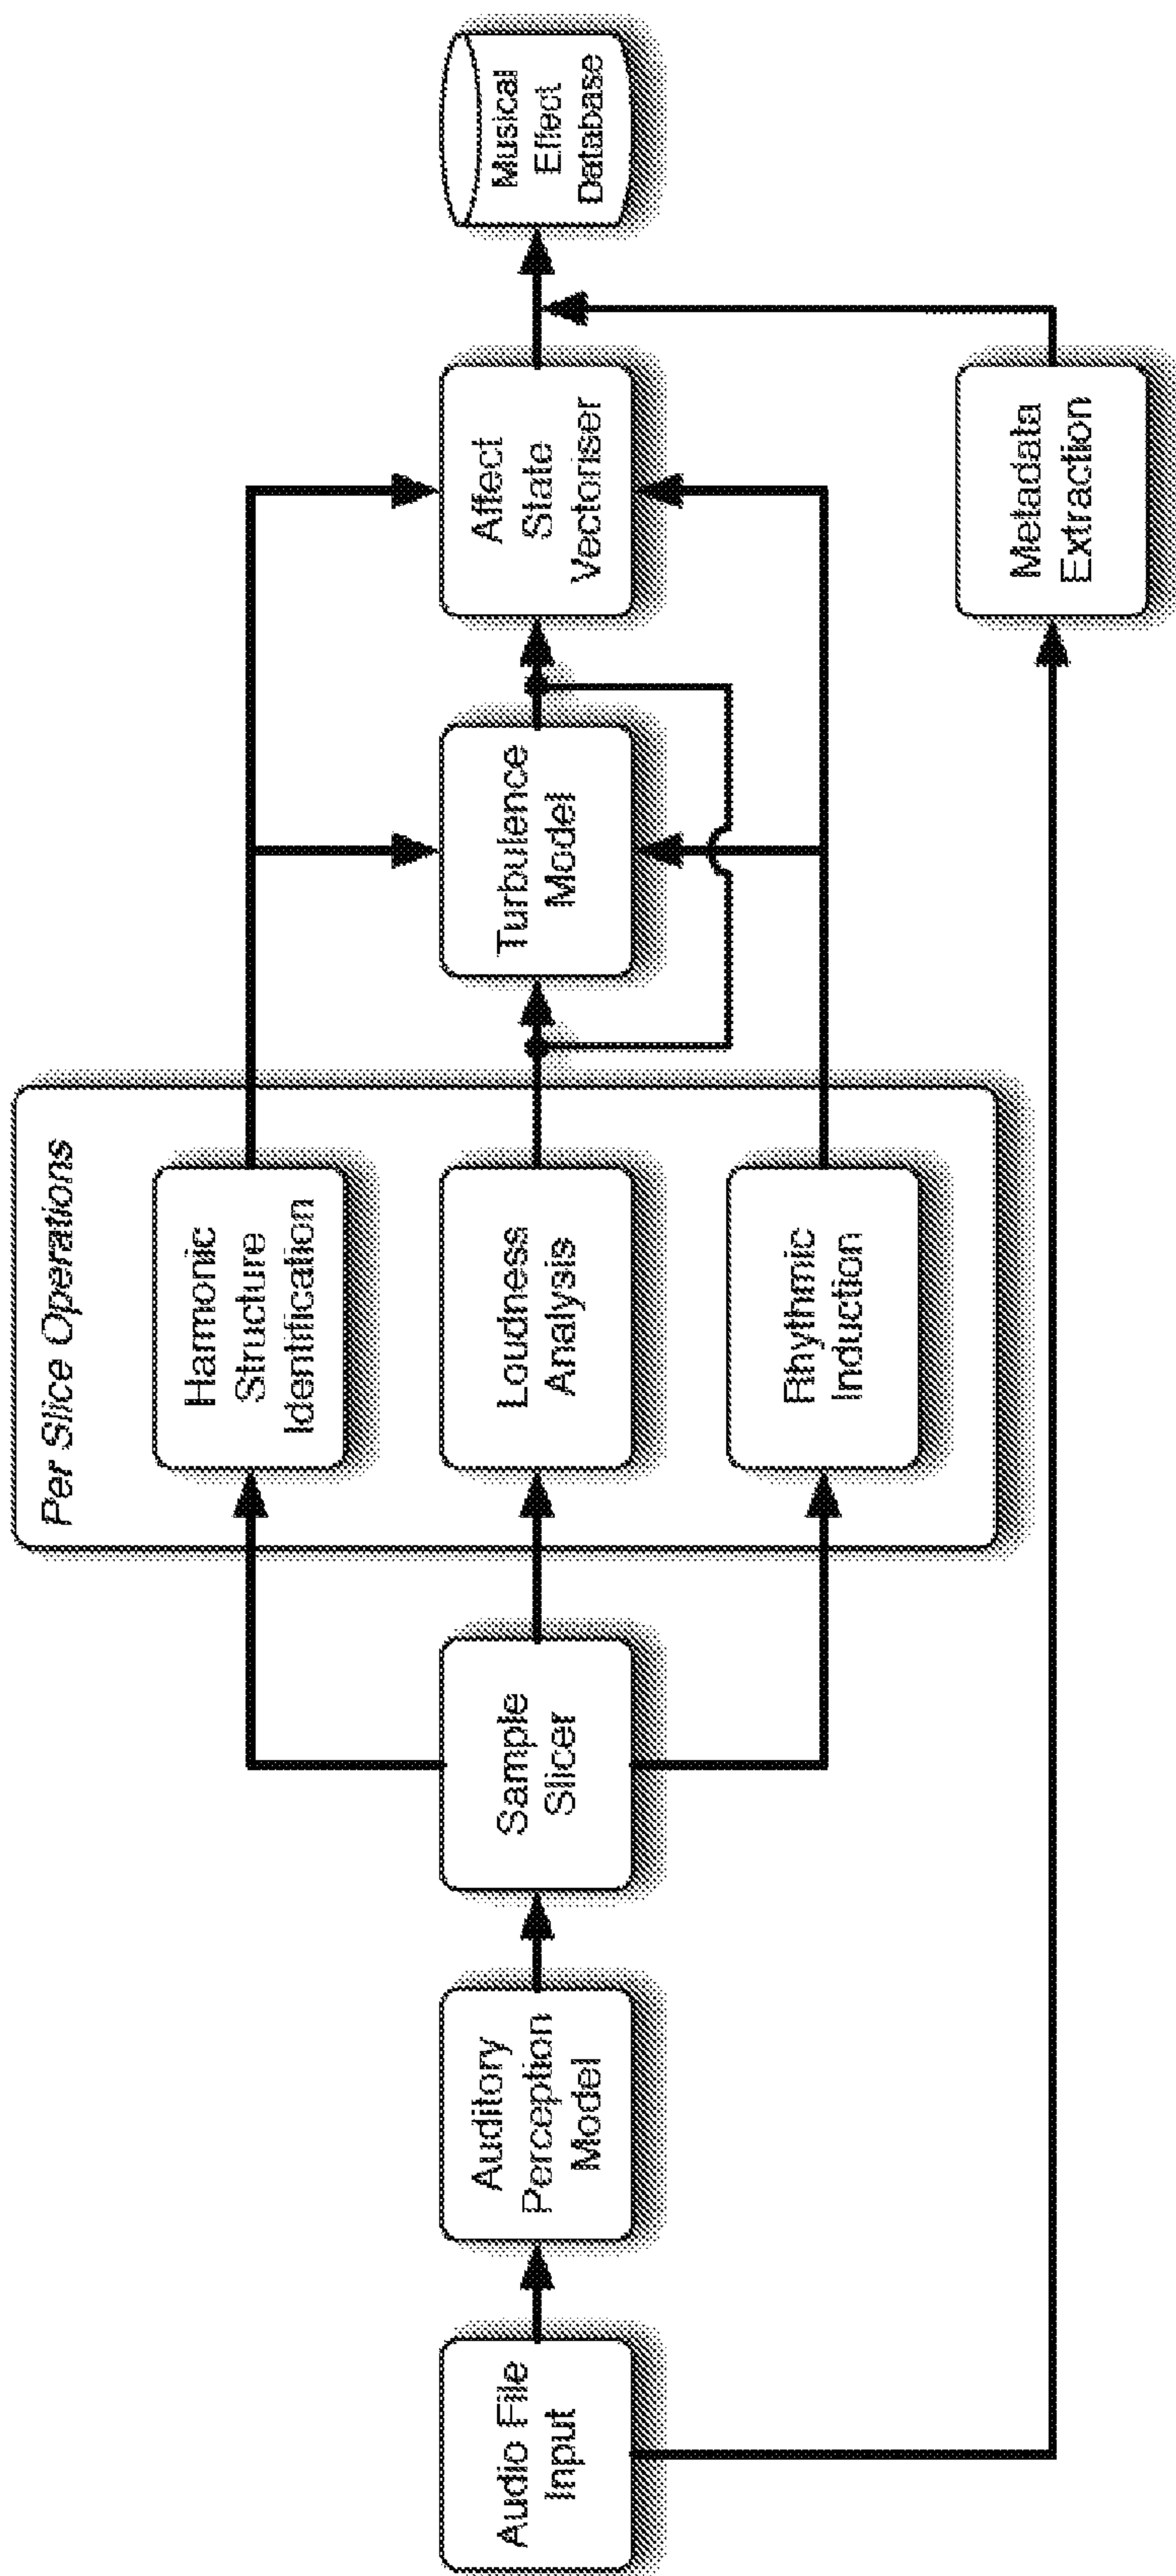 Audio File
Input
Auditory
Perception
Model
Sample
Slicer
Per Slice Operations
Harmonic
Structure
Identification
Loudness
Analysis
Rhythmic
Induction
Turbulence
Model
Affect
State
Vectoriser
Metadata
Extraction
Musical
Effect
Database